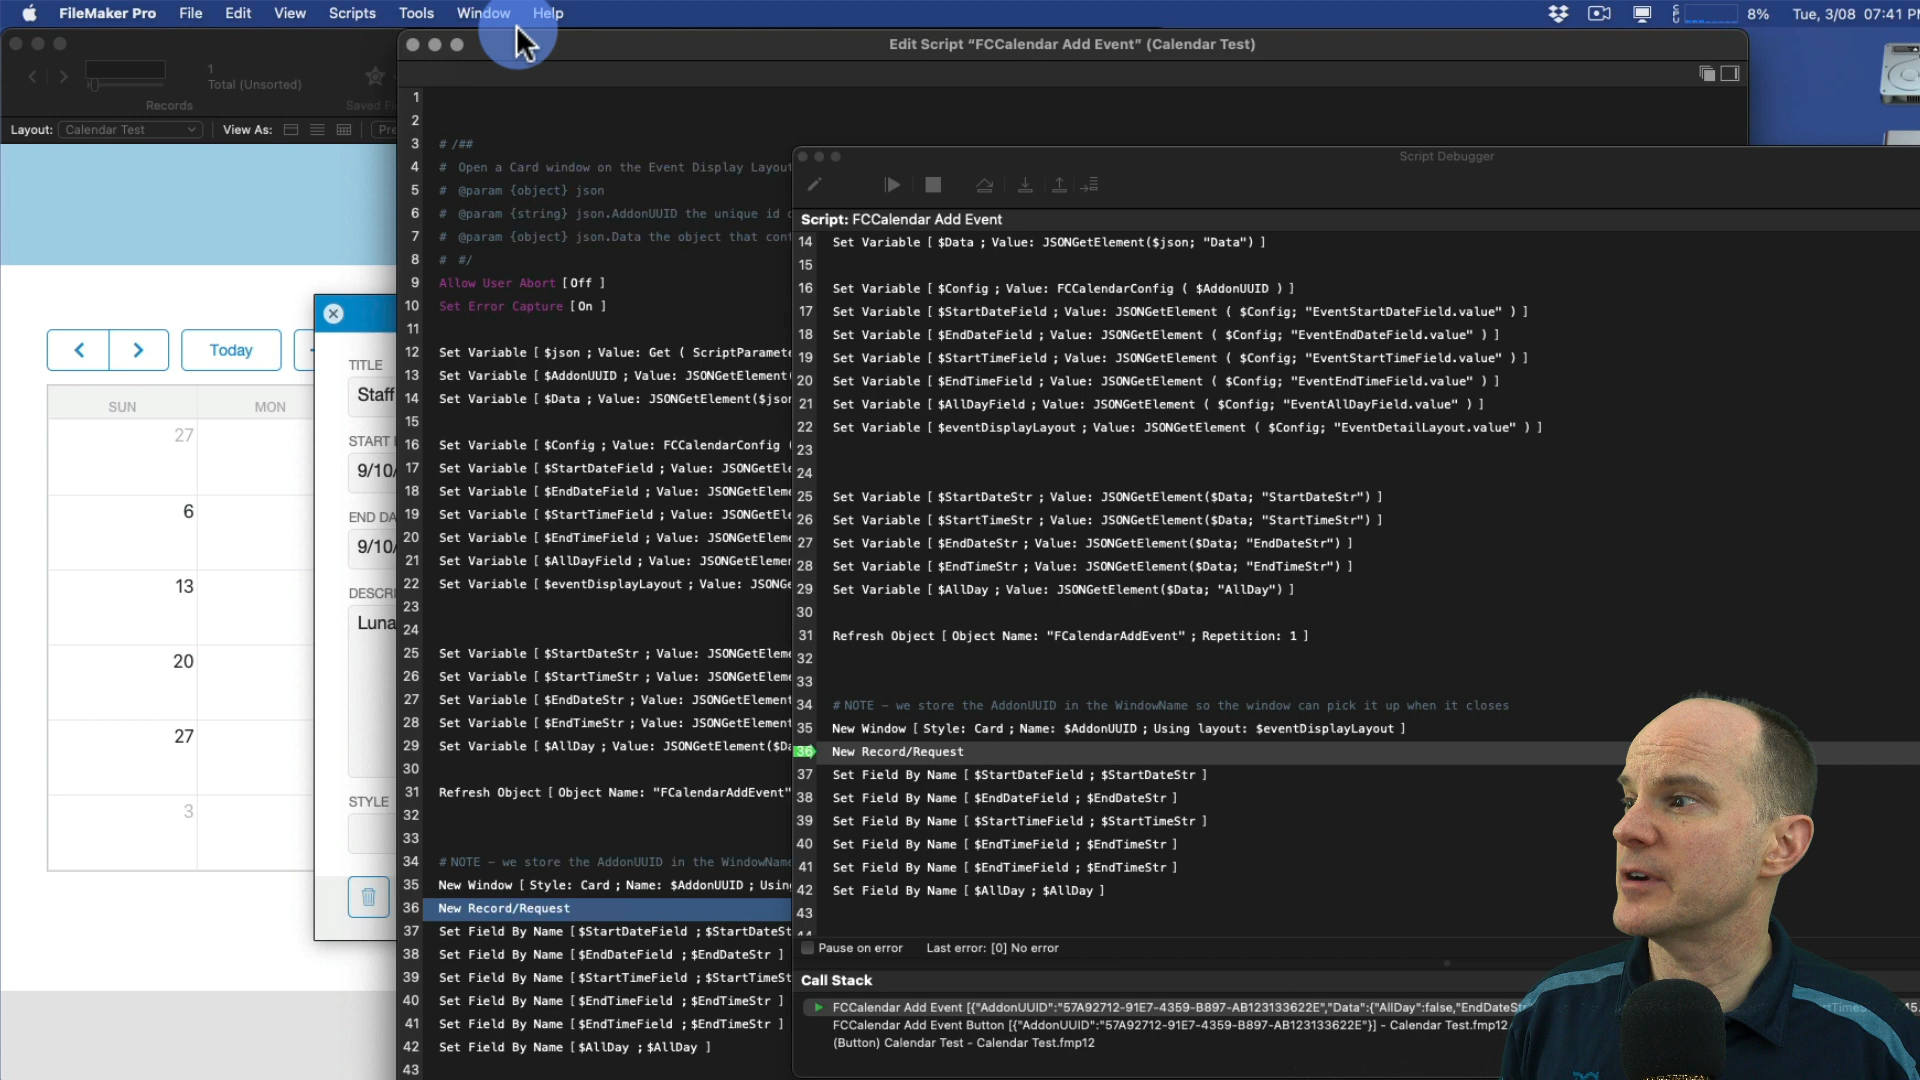 FileMaker Pro File Edit View Scripts Tools Window Help
8% Tue, 3/08 07:41
Edit Script “FCCalendar Add Event” (Calendar Test)
1
Total (Unsorted)
Records
Saved
Layout: Calendar Test View As: Pre
1
2
3 # /##
4 # Open a Card window on the Event Display Layout
5 # @param {object} json
6 # @param {string} json.AddonUUID the unique id
7 # @param {object} json.Data the object that
8 # #/
9 Allow User Abort [Off ]
10 Set Error Capture [On ]
11
12 Set Variable [ $json ; Value: Get ( ScriptParamete
13 Set Variable [ $AddonUUID ; Value: JSONGetElement(
14 Set Variable [ $Data ; Value: JSONGetElement($json
15
16 Set Variable [ $Config ; Value: FCCalendarConfig (
17 Set Variable [ $StartDateField ; Value: JSONGetEle
18 Set Variable [ $EndDateField ; Value: JSONGetEleme
19 Set Variable [ $StartTimeField ; Value: JSONGetEle
20 Set Variable [ $EndTimeField ; Value: JSONGetEleme
21 Set Variable [ $AllDayField ; Value: JSONGetElemen
22 Set Variable [ $eventDisplayLayout ; Value: JSONGe
23
24
25 Set Variable [ $StartDateStr ; Value: JSONGetEleme
26 Set Variable [ $StartTimeStr ; Value: JSONGetEleme
27 Set Variable [ $EndDateStr ; Value: JSONGetElement
28 Set Variable [ $EndTimeStr ; Value: JSONGetElement
29 Set Variable [ $AllDay ; Value: JSONGetElement($Da
30
31 Refresh Object [ Object Name: "FCalendarAddEvent"
32
33
34 # NOTE – we store the AddonUUID in the WindowName
35 New Window [ Style: Card ; Name: $AddonUUID ; Usin
36 New Record/Request
37 Set Field By Name [ $StartDateField ; $StartDateSt
38 Set Field By Name [ $EndDateField ; $EndDateStr ]
39 Set Field By Name [ $StartTimeField ; $StartTimeSt
40 Set Field By Name [ $EndTimeField ; $EndTimeStr ]
41 Set Field By Name [ $EndTimeField ; $EndTimeStr ]
42 Set Field By Name [ $AllDay ; $AllDay ]
43
Today
SUN MON
27
6
13
20
27
3
TITLE
Staff
START
9/10/
END DA
9/10/
DESCRI
Luna
STYLE
Script Debugger
Script: FCCalendar Add Event
14 Set Variable [ $Data ; Value: JSONGetElement($json; "Data") ]
15
16 Set Variable [ $Config ; Value: FCCalendarConfig ( $AddonUUID ) ]
17 Set Variable [ $StartDateField ; Value: JSONGetElement ( $Config; "EventStartDateField.value" ) ]
18 Set Variable [ $EndDateField ; Value: JSONGetElement ( $Config; "EventEndDateField.value" ) ]
19 Set Variable [ $StartTimeField ; Value: JSONGetElement ( $Config; "EventStartTimeField.value" ) ]
20 Set Variable [ $EndTimeField ; Value: JSONGetElement ( $Config; "EventEndTimeField.value" ) ]
21 Set Variable [ $AllDayField ; Value: JSONGetElement ( $Config; "EventAllDayField.value" ) ]
22 Set Variable [ $eventDisplayLayout ; Value: JSONGetElement ( $Config; "EventDetailLayout.value" ) ]
23
24
25 Set Variable [ $StartDateStr ; Value: JSONGetElement($Data; "StartDateStr") ]
26 Set Variable [ $StartTimeStr ; Value: JSONGetElement($Data; "StartTimeStr") ]
27 Set Variable [ $EndDateStr ; Value: JSONGetElement($Data; "EndDateStr") ]
28 Set Variable [ $EndTimeStr ; Value: JSONGetElement($Data; "EndTimeStr") ]
29 Set Variable [ $AllDay ; Value: JSONGetElement($Data; "AllDay") ]
30
31 Refresh Object [ Object Name: "FCalendarAddEvent" ; Repetition: 1 ]
32
33
34 # NOTE – we store the AddonUUID in the WindowName so the window can pick it up when it closes
35 New Window [ Style: Card ; Name: $AddonUUID ; Using layout: $eventDisplayLayout ]
36 New Record/Request
37 Set Field By Name [ $StartDateField ; $StartDateStr ]
38 Set Field By Name [ $EndDateField ; $EndDateStr ]
39 Set Field By Name [ $StartTimeField ; $StartTimeStr ]
40 Set Field By Name [ $EndTimeField ; $EndTimeStr ]
41 Set Field By Name [ $EndTimeField ; $EndTimeStr ]
42 Set Field By Name [ $AllDay ; $AllDay ]
43
44
Pause on error Last error: [0] No error
Call Stack
FCCalendar Add Event [{"AddonUUID":"57A92712-91E7-4359-B897-AB123133622E","Data":{"AllDay":false,"EndDateSt
FCCalendar Add Event Button [{"AddonUUID":"57A92712-91E7-4359-B897-AB123133622E"}] - Calendar Test.fmp12
(Button) Calendar Test - Calendar Test.fmp12